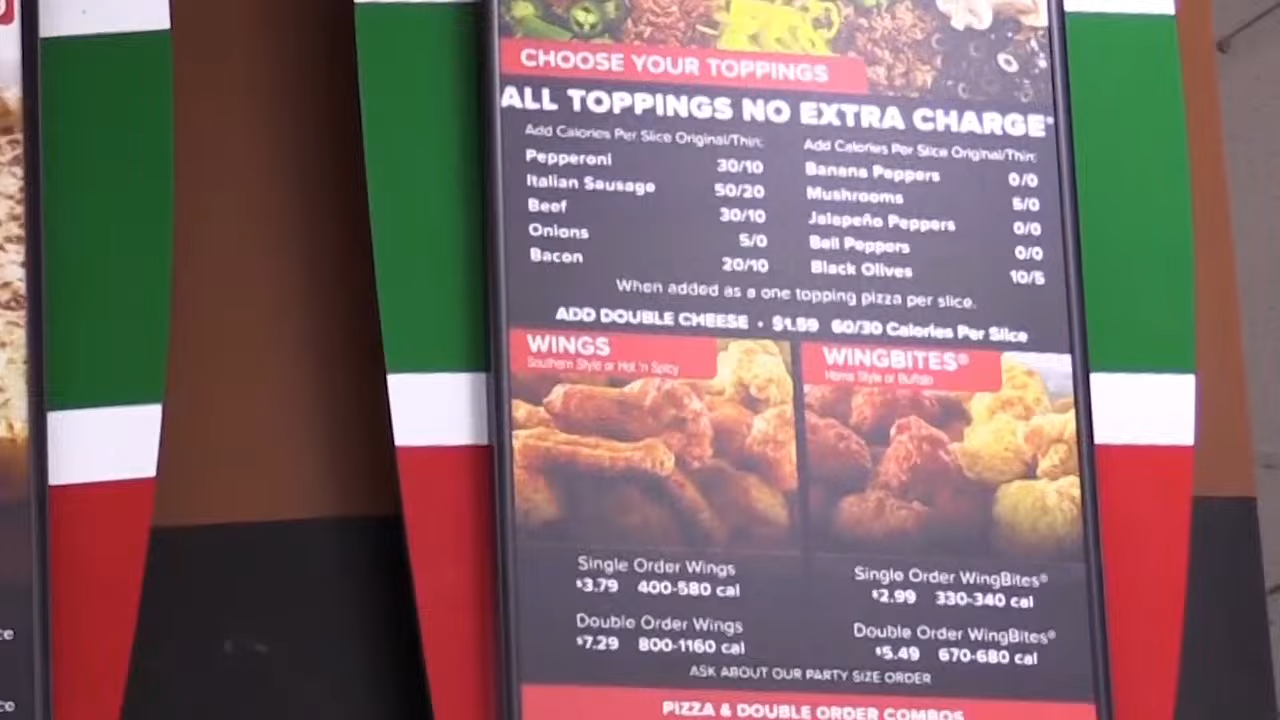 CHOOSE YOUR TOPPINGS
ALL TOPPINGS NO EXTRA CHARGE*
Add Calories Per Slice Original/Thin:
Pepperoni 30/10
Italian Sausage 50/20
Beef 30/10
Onions 5/0
Bacon 20/10
Add Calories Per Slice Original/Thin:
Banana Peppers 0/0
Mushrooms 5/0
Jalapeño Peppers 0/0
Bell Peppers 0/0
Black Olives 10/5
When added as a one topping pizza per slice.
ADD DOUBLE CHEESE • $1.59 60/30 Calories Per Slice
WINGS
Southern Style or Hot 'n Spicy
Single Order Wings
$3.79 400-580 cal
Double Order Wings
$7.29 800-1160 cal
WINGBITES®
Home Style or Buffalo
Single Order WingBites®
$2.99 330-340 cal
Double Order WingBites®
$5.49 670-680 cal
ASK ABOUT OUR PARTY SIZE ORDER
PIZZA & DOUBLE ORDER COMBOS